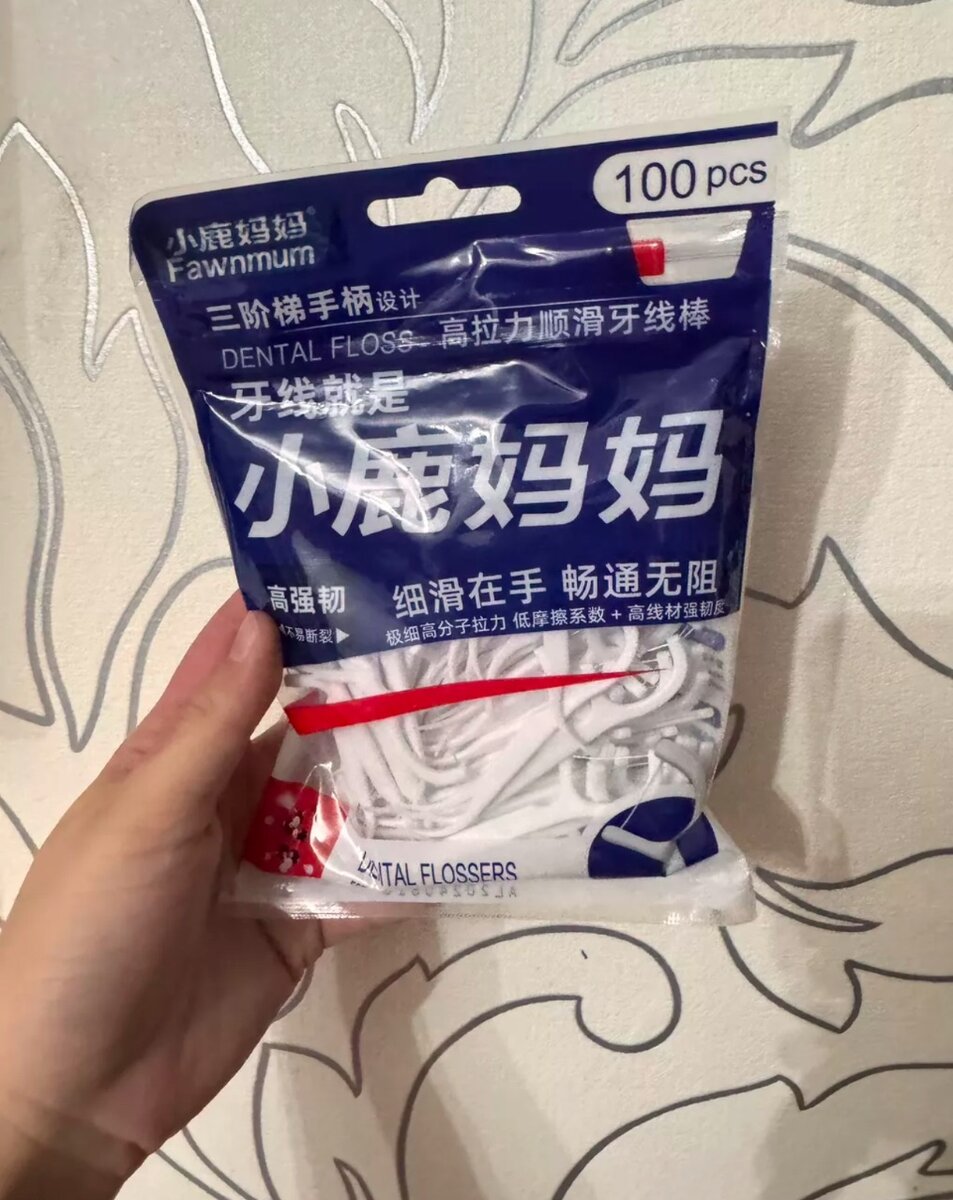 100 pcs
小鹿妈妈®
Fawnmum
三阶梯手柄设计
DENTAL FLOSS 高拉力顺滑牙线棒
牙线就是
小鹿妈妈
高强韧 细滑在手 畅通无阻
不易断裂 极细高分子拉力 低摩擦系数 + 高线材强韧度
DENTAL FLOSSERS